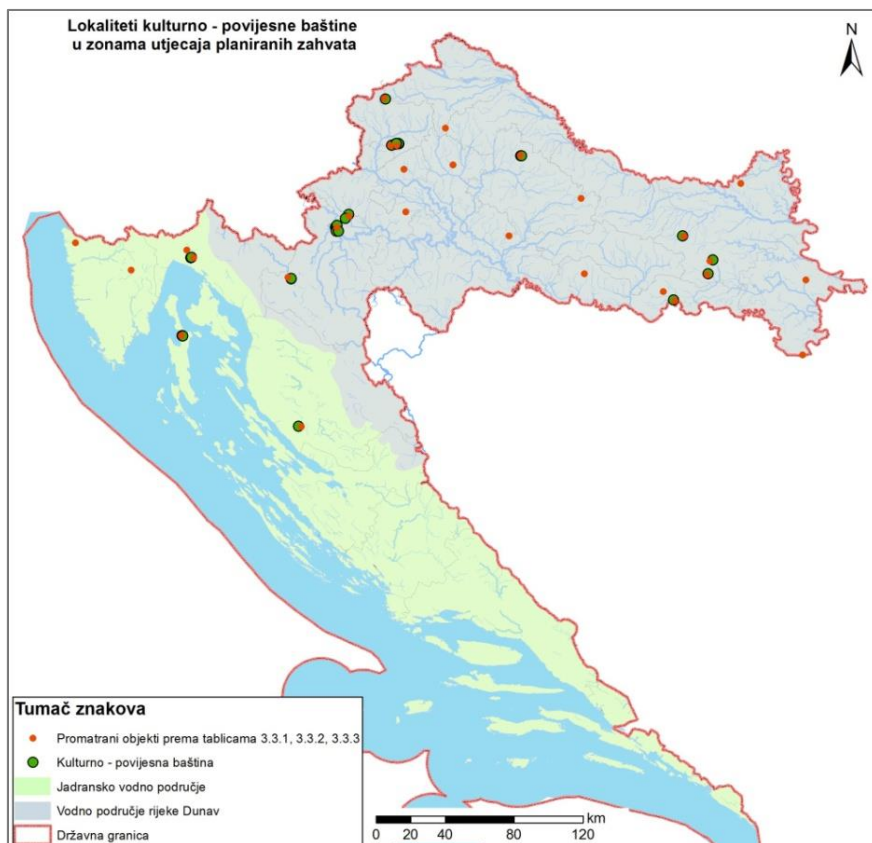 Lokaliteti kulturno - povijesne baštine
u zonama utjecaja planiranih zahvata
N
Tumač znakova
Promatrani objekti prema tablicama 3.3.1, 3.3.2, 3.3.3
Kulturno - povijesna baština
Jadransko vodno područje
Vodno područje rijeke Dunav
Državna granica
km
0 20 40 80 120